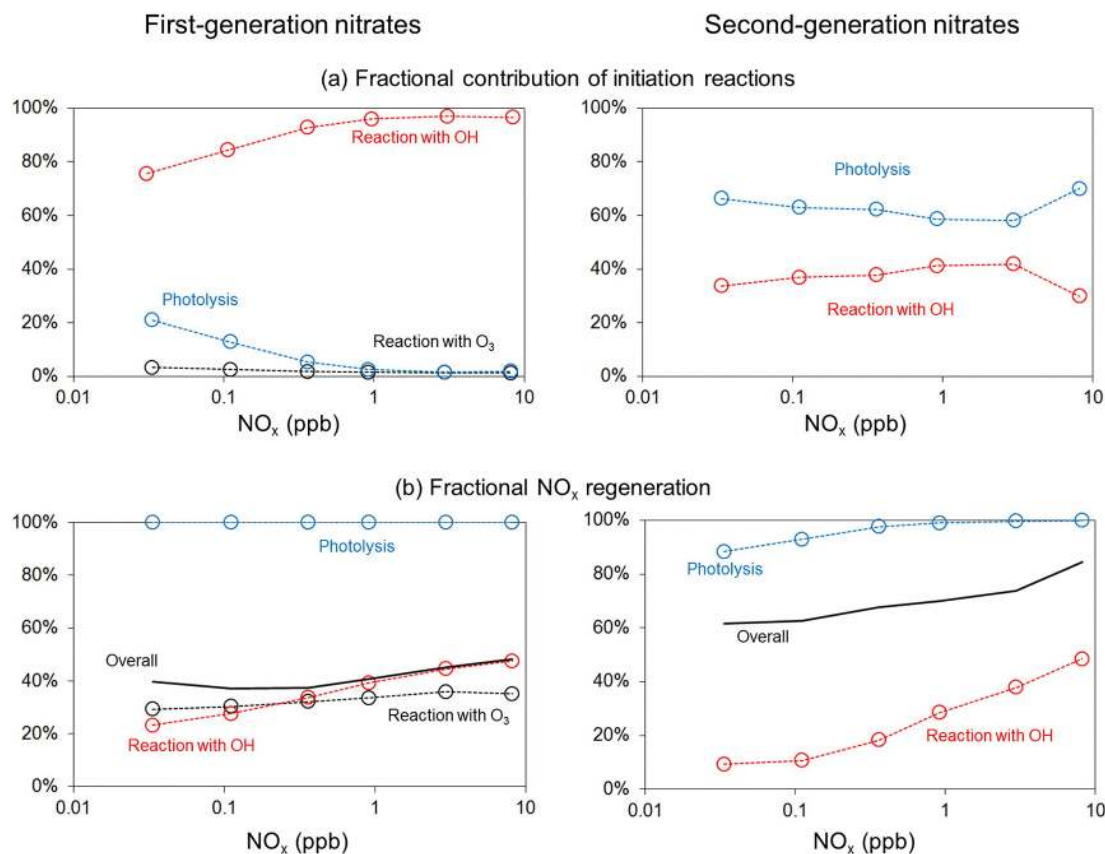 First-generation nitrates
Second-generation nitrates
(a) Fractional contribution of initiation reactions
100%
80%
60%
40%
20%
0%
Reaction with OH
Photolysis
Reaction with O₃
0.01
0.1
1
10
NOₓ (ppb)
100%
80%
60%
40%
20%
0%
Photolysis
Reaction with OH
0.01
0.1
1
10
NOₓ (ppb)
(b) Fractional NOₓ regeneration
100%
80%
60%
40%
20%
0%
Photolysis
Overall
Reaction with O₃
Reaction with OH
0.01
0.1
1
10
NOₓ (ppb)
100%
80%
60%
40%
20%
0%
Photolysis
Overall
Reaction with OH
0.01
0.1
1
10
NOₓ (ppb)